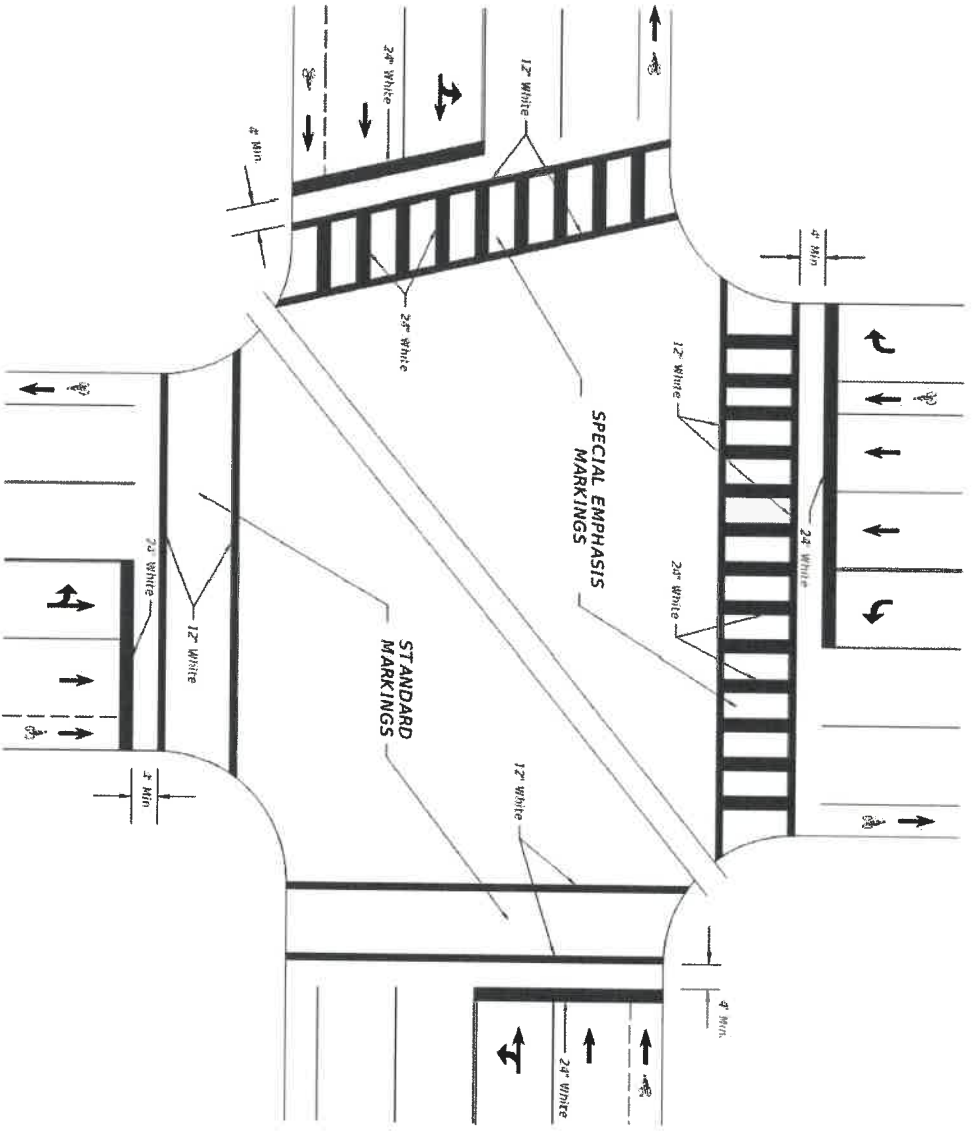 24" White
12" White
4' Min.
24" White
4' Min
12" White
24" White
24" White
SPECIAL EMPHASIS
MARKINGS
24" White
12" White
STANDARD
MARKINGS
4' Min
12" White
4' Min.
24" White